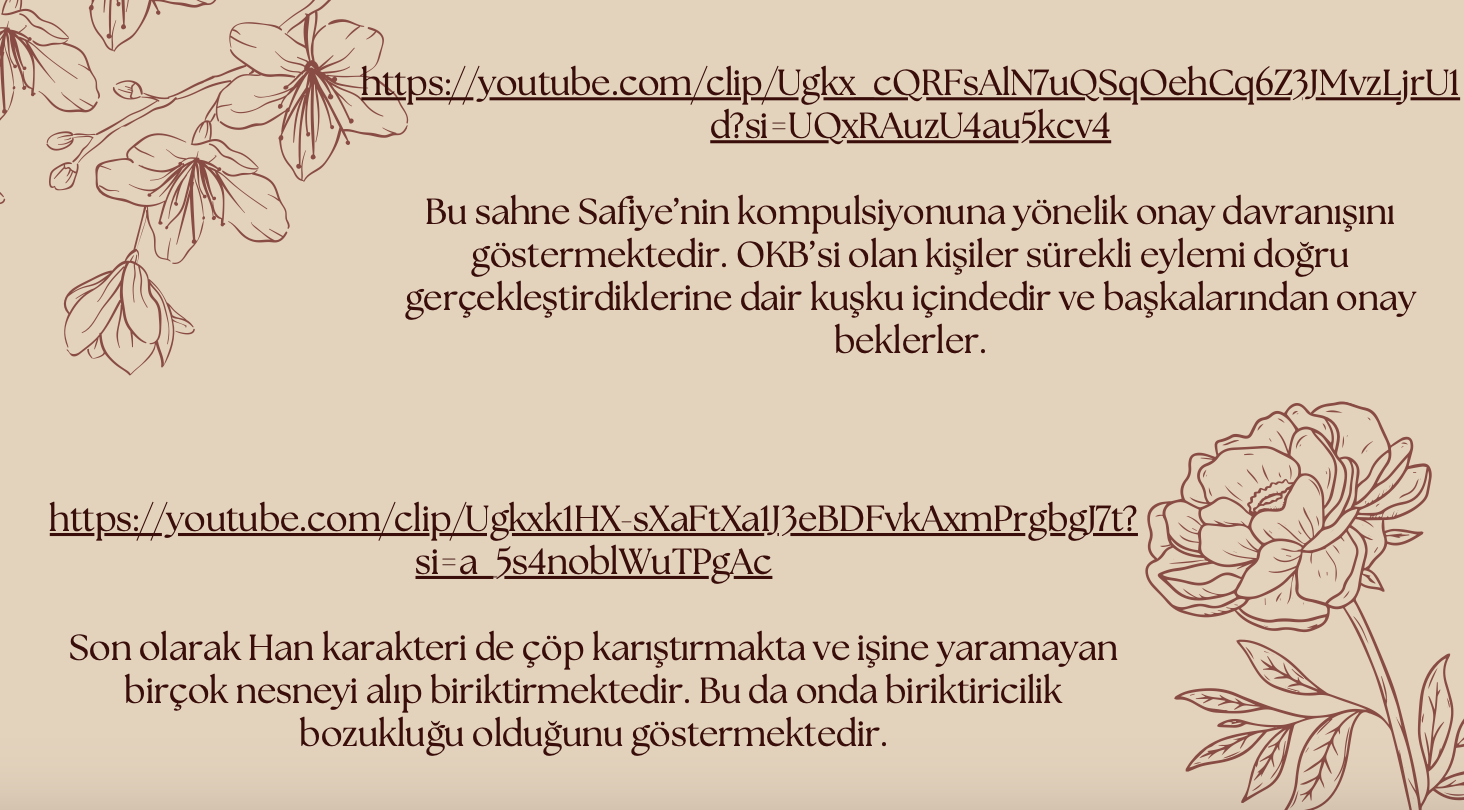 https://youtube.com/clip/Ugkx_cQRFsAlN7uQSqOehCq6Z3JMvzLjrU1
d?si=UQxRAuzU4au5kcv4
Bu sahne Safiye’nin kompulsiyonuna yönelik onay davranışını
göstermektedir. OKB’si olan kişiler sürekli eylemi doğru
gerçekleştirdiklerine dair kuşku içindedir ve başkalarından onay
beklerler.
https://youtube.com/clip/Ugkxk1HX-sXaFtXa1J3eBDFvkAxmPrgbgJ7t?
si=a_5s4noblWuTPgAc
Son olarak Han karakteri de çöp karıştırmakta ve işine yaramayan
birçok nesneyi alıp biriktirmektedir. Bu da onda biriktiricilik
bozukluğu olduğunu göstermektedir.